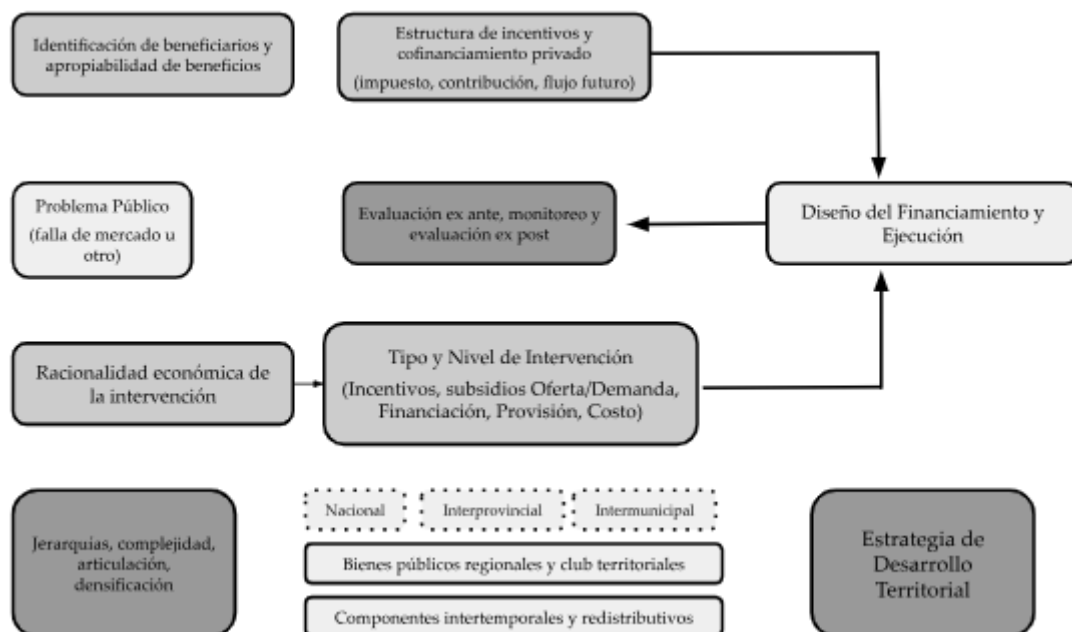 Identificación de beneficiarios y
apropiabilidad de beneficios
Estructura de incentivos y
cofinanciamiento privado
(impuesto, contribución, flujo futuro)
Problema Público
(falla de mercado u
otro)
Evaluación ex ante, monitoreo y
evaluación ex post
Diseño del Financiamiento y
Ejecución
Racionalidad económica de
la intervención
Tipo y Nivel de Intervención
(Incentivos, subsidios Oferta/Demanda,
Financiación, Provisión, Costo)
Jerarquías, complejidad,
articulación,
densificación
Nacional
Interprovincial
Intermunicipal
Bienes públicos regionales y club territoriales
Componentes intertemporales y redistributivos
Estrategia de
Desarrollo
Territorial